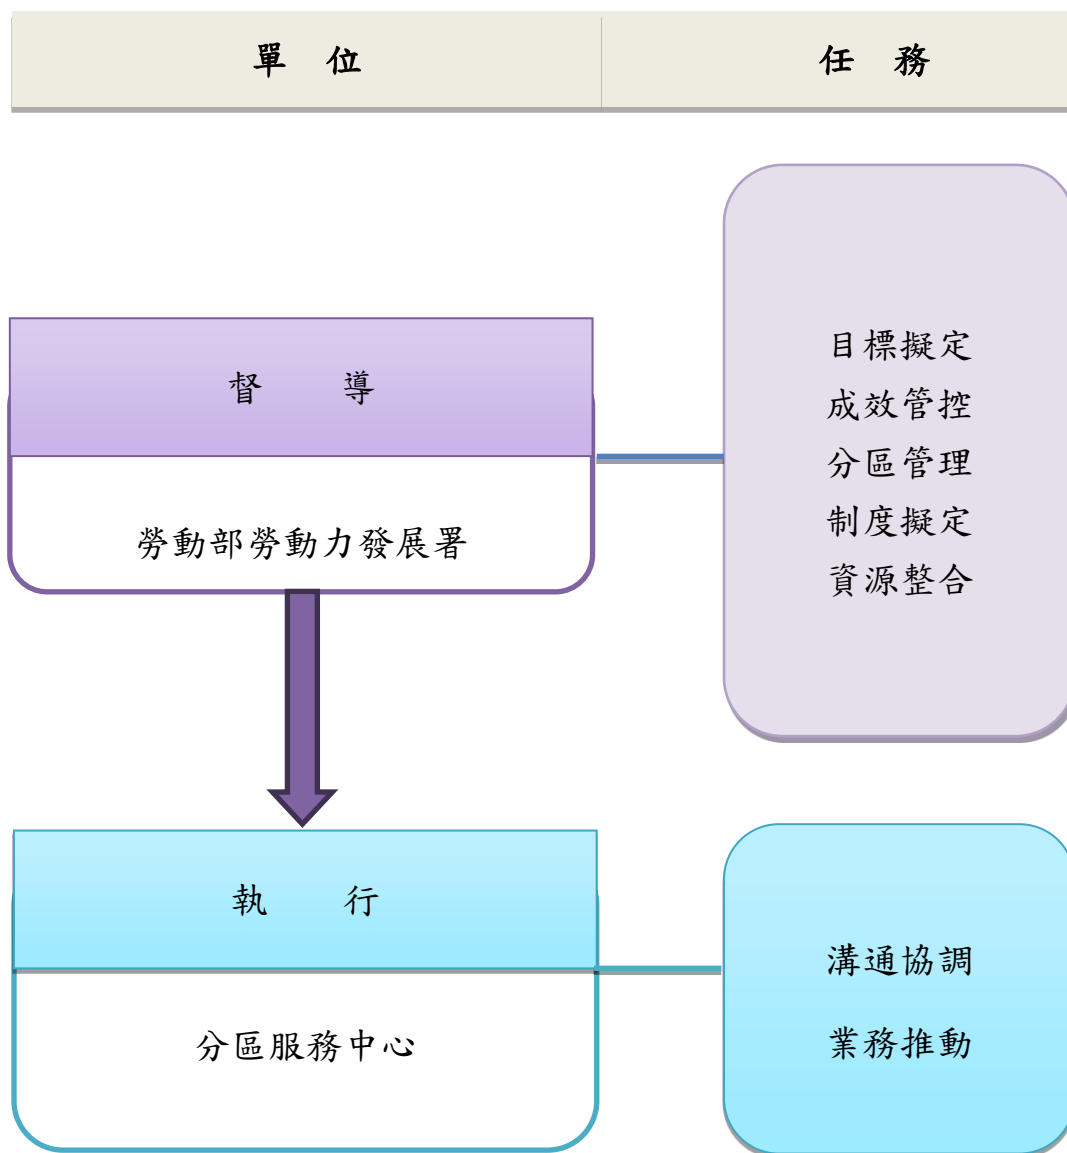 單 位
任 務
督 導
勞動部勞動力發展署
目標擬定
成效管控
分區管理
制度擬定
資源整合
執 行
分區服務中心
溝通協調
業務推動